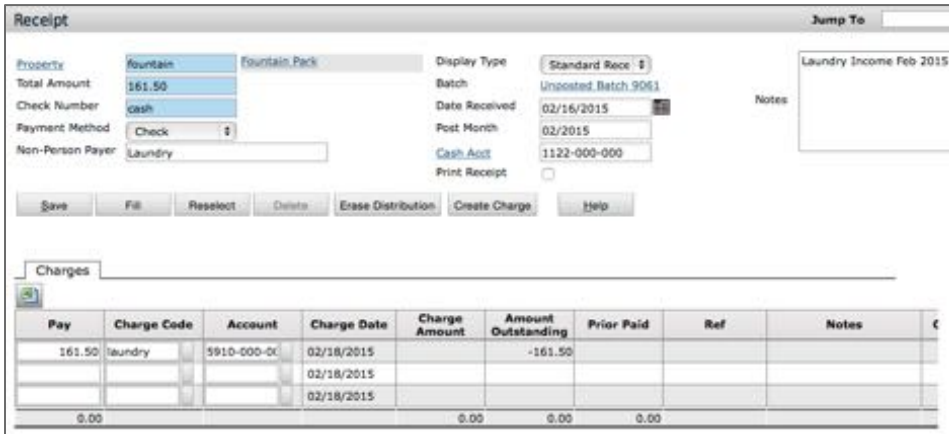 Receipt Jump To
Property fountain Fountain Park Display Type Standard Rece Laundry Income Feb 2015
Total Amount 161.50 Batch Unposted Batch 9061
Check Number cash Date Received 02/16/2015 Notes
Payment Method Check Post Month 02/2015
Non-Person Payer Laundry Cash Acct 1122-000-000
Print Receipt
Save Fill Reselect Delete Erase Distribution Create Charge Help
Charges
Pay Charge Code Account Charge Date Charge Amount Amount Outstanding Prior Paid Ref Notes
161.50 laundry 5910-000-0 02/18/2015 -161.50
02/18/2015
02/18/2015
0.00 0.00 0.00 0.00